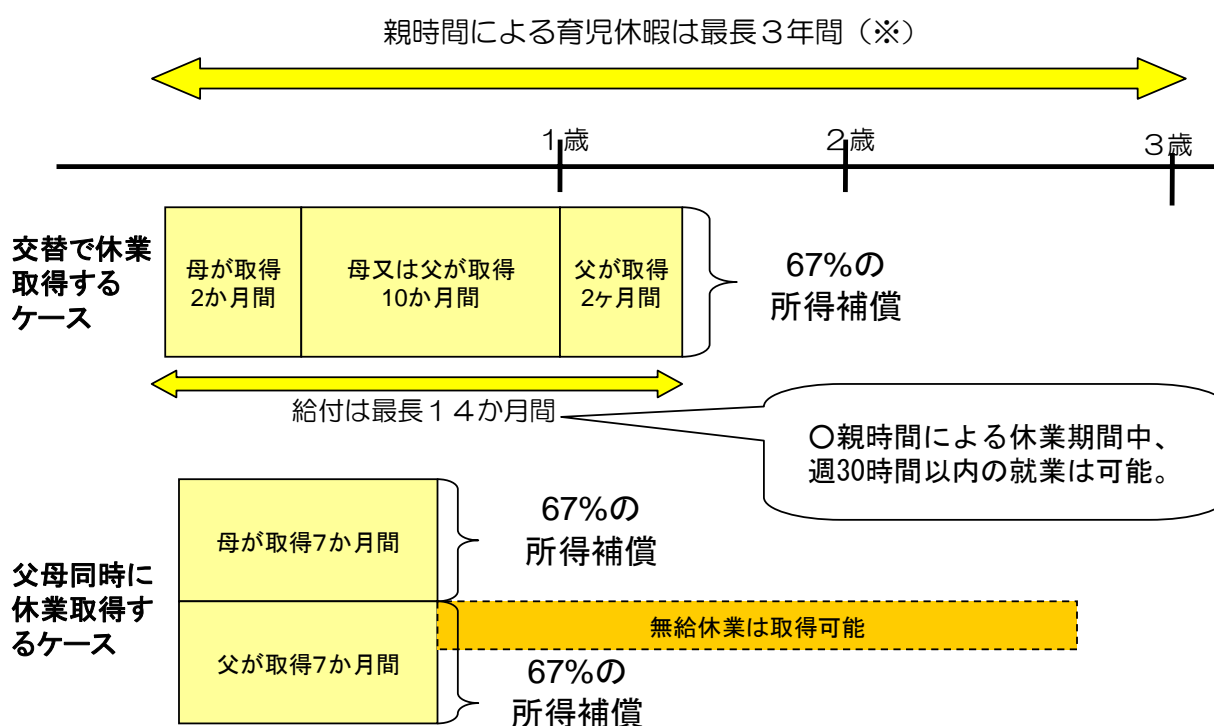 親時間による育児休暇は最長３年間（※）
１歳
２歳
３歳
交替で休業
取得する
ケース
母が取得
2か月間
母又は父が取得
10か月間
父が取得
2ヶ月間
67%の
所得補償
給付は最長１４か月間
〇親時間による休業期間中、
週30時間以内の就業は可能。
父母同時に
休業取得す
るケース
母が取得7か月間
67%の
所得補償
無給休業は取得可能
父が取得7か月間
67%の
所得補償